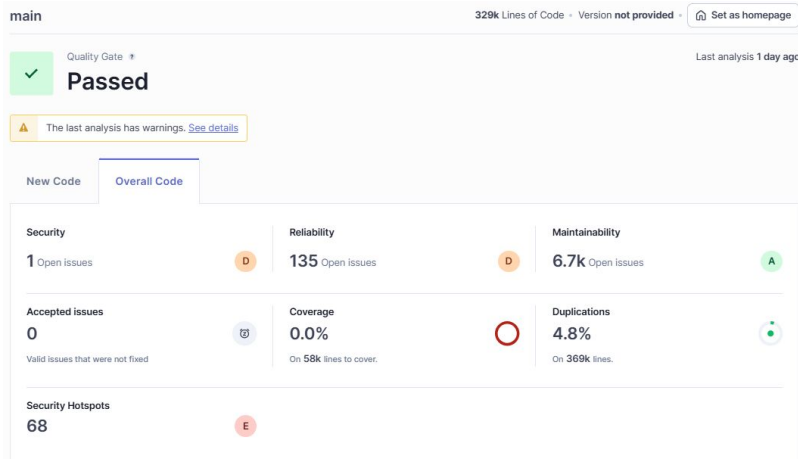 main
329k Lines of Code • Version not provided • Set as homepage
Quality Gate ?
Last analysis 1 day ago
Passed
The last analysis has warnings. See details
New Code
Overall Code
Security
1 Open issues
D
Reliability
135 Open issues
D
Maintainability
6.7k Open issues
A
Accepted issues
0
Valid issues that were not fixed
Coverage
0.0%
On 58k lines to cover.
Duplications
4.8%
On 369k lines.
Security Hotspots
68
E